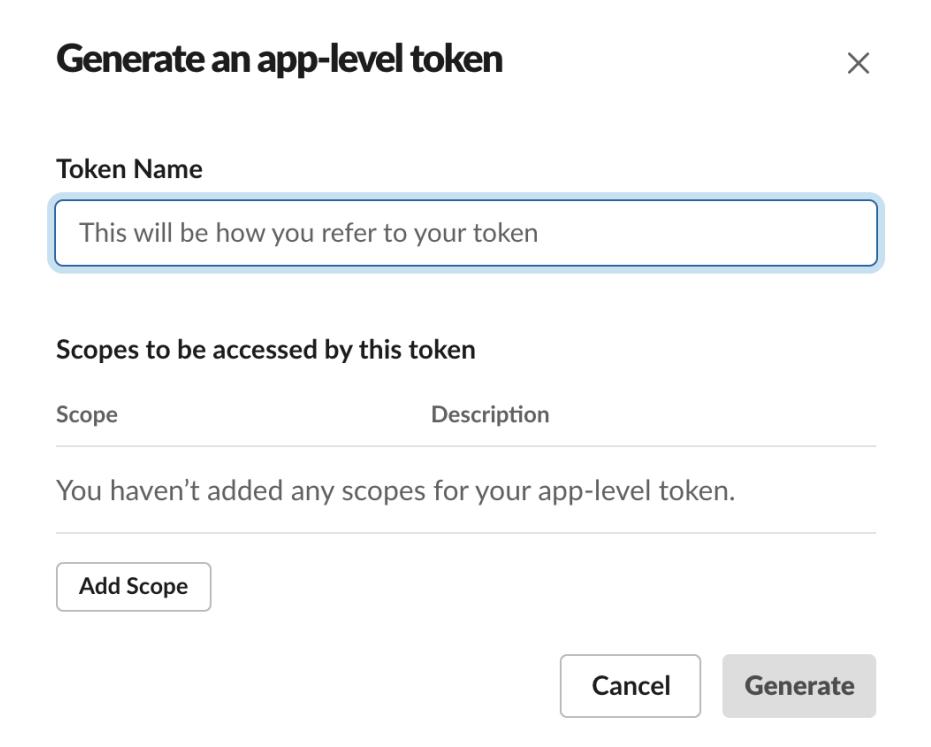 Generate an app-level token
Token Name
This will be how you refer to your token
Scopes to be accessed by this token
Scope Description
You haven’t added any scopes for your app-level token.
Add Scope
Cancel Generate